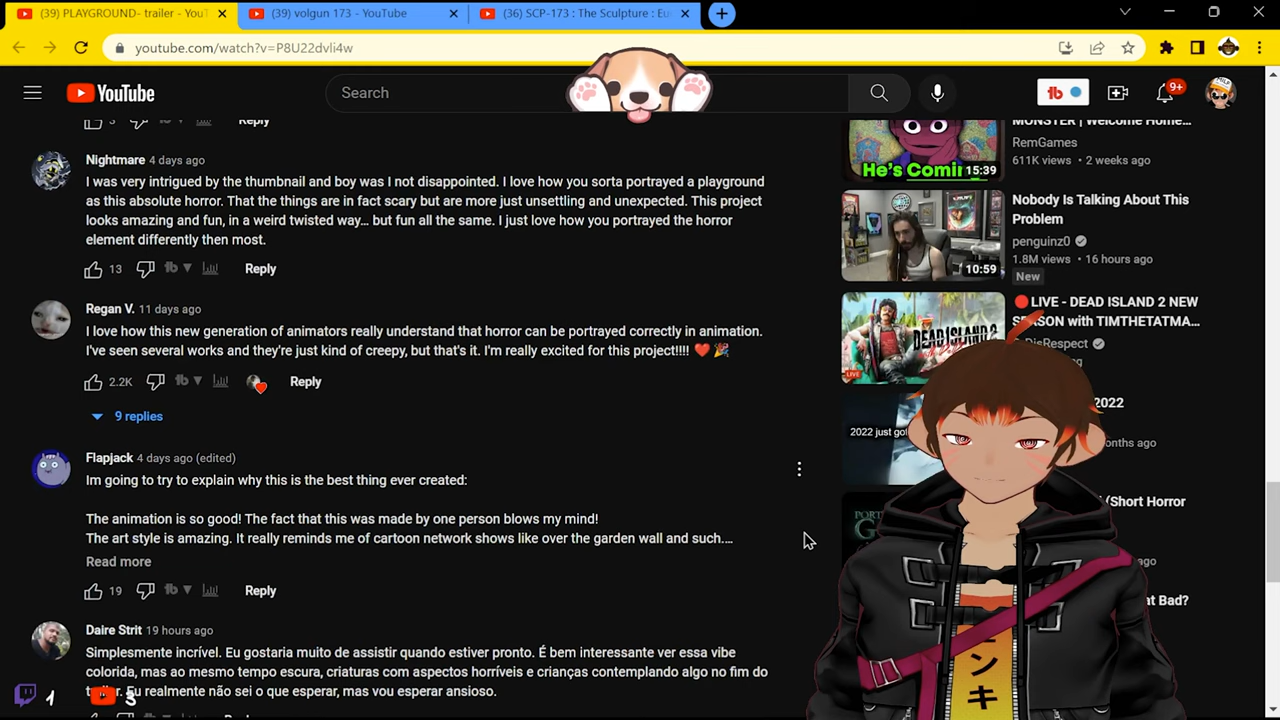 (39) PLAYGROUND- trailer - YouT
(39) volgun 173 - YouTube
(36) SCP-173 : The Sculpture : Eu
youtube.com/watch?v=P8U22dvli4w
YouTube
Search
9+
3
Reply
Nightmare 4 days ago
I was very intrigued by the thumbnail and boy was I not disappointed. I love how you sorta portrayed a playground
as this absolute horror. That the things are in fact scary but are more just unsettling and unexpected. This project
looks amazing and fun, in a weird twisted way... but fun all the same. I just love how you portrayed the horror
element differently then most.
13
Reply
Regan V. 11 days ago
I love how this new generation of animators really understand that horror can be portrayed correctly in animation.
I've seen several works and they're just kind of creepy, but that's it. I'm really excited for this project!!!! ❤️ 🎉
2.2K
Reply
9 replies
Flapjack 4 days ago (edited)
Im going to try to explain why this is the best thing ever created:
The animation is so good! The fact that this was made by one person blows my mind!
The art style is amazing. It really reminds me of cartoon network shows like over the garden wall and such....
Read more
19
Reply
Daire Strit 19 hours ago
Simplesmente incrível. Eu gostaria muito de assistir quando estiver pronto. É bem interessante ver essa vibe
colorida, mas ao mesmo tempo escura, criaturas com aspectos horríveis e crianças contemplando algo no fim do
Eu realmente não sei o que esperar, mas vou esperar ansioso.
1
5
MONSTER | Welcome Home...
RemGames
611K views • 2 weeks ago
He's Comin
15:39
Nobody Is Talking About This
Problem
penguinz0
1.8M views • 16 hours ago
New
10:59
LIVE - DEAD ISLAND 2 NEW
SEASON with TIMTHETATMA...
DisRespect
DEAD ISLAND 2
LIVE
2022
2022 just got
onths ago
(Short Horror
ago
nt Bad?
ンキ